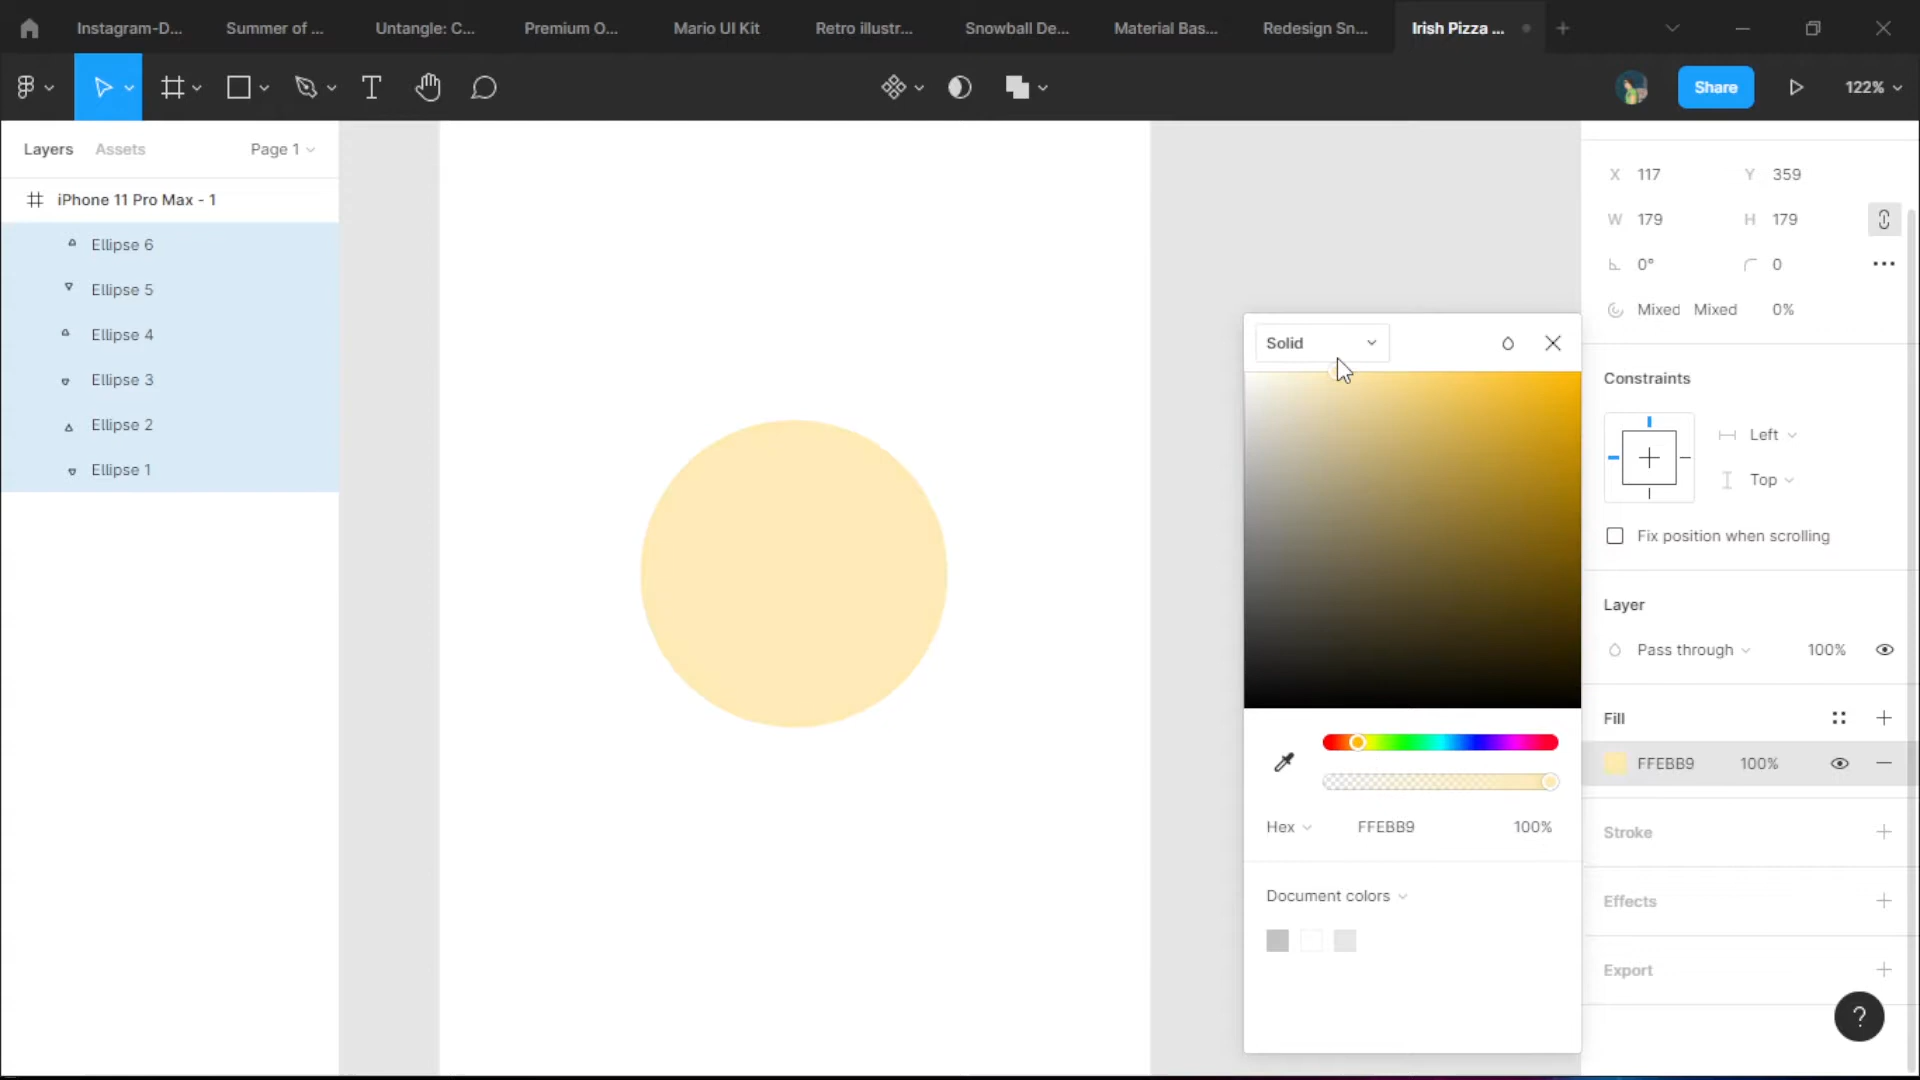 Instagram-D... Summer of ... Untangle: C... Premium O... Mario UI Kit Retro illustr... Snowball De... Material Bas... Redesign Sn... Irish Pizza ...
T Share 122%
Layers Assets Page 1
iPhone 11 Pro Max - 1
Ellipse 6
Ellipse 5
Ellipse 4
Ellipse 3
Ellipse 2
Ellipse 1
X 117 Y 359
W 179 H 179
0° 0
Mixed Mixed 0%
Constraints
Left
Top
Fix position when scrolling
Layer
Pass through 100%
Fill
FFEBB9 100%
Stroke
Effects
Export
?
Solid
Hex FFEBB9 100%
Document colors